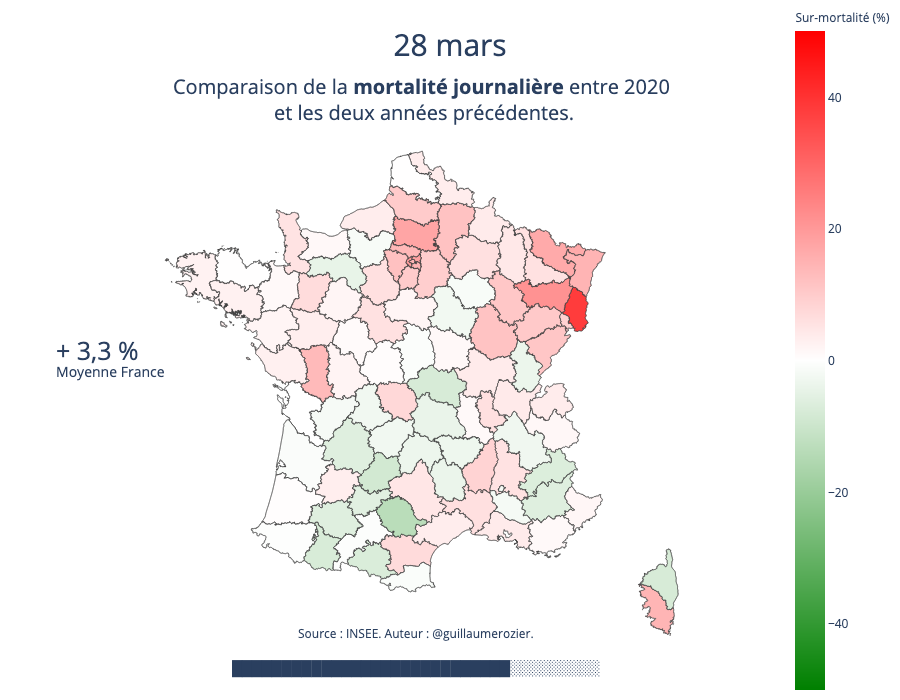 Sur-mortalité (%)
28 mars
Comparaison de la mortalité journalière entre 2020
et les deux années précédentes.
40
20
0
−20
−40
+ 3,3 %
Moyenne France
Source : INSEE. Auteur : @guillaumerozier.